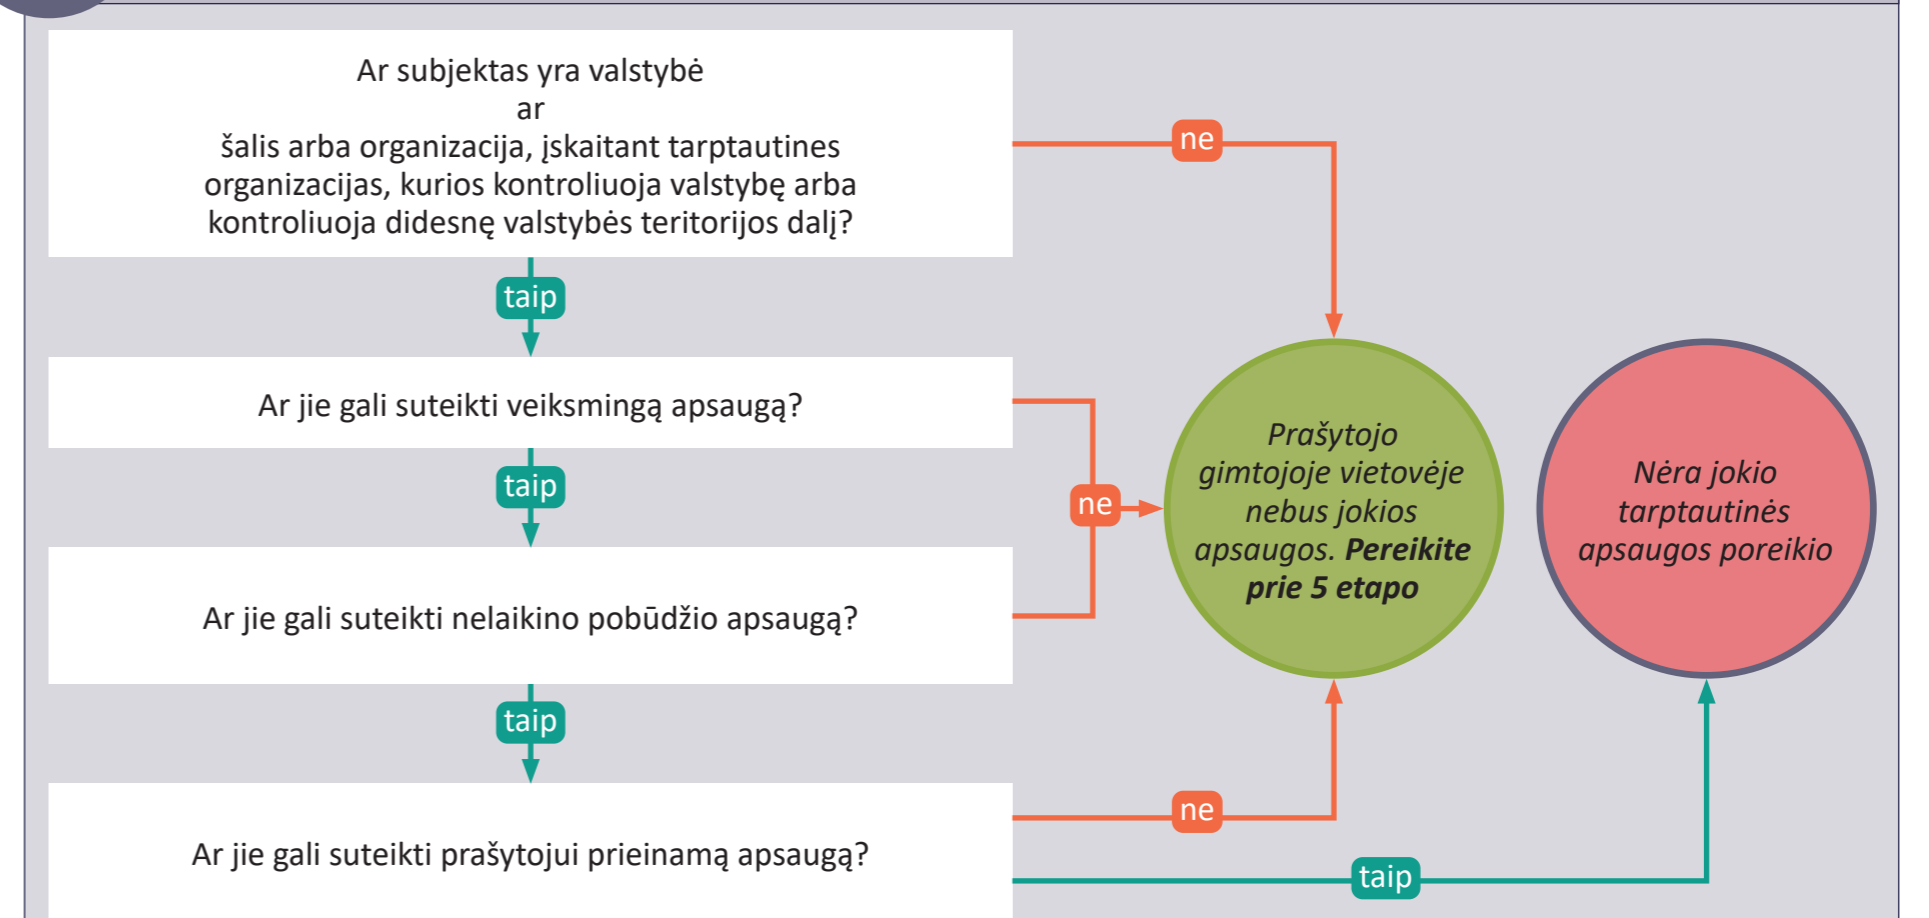 Ar subjektas yra valstybė
ar
šalis arba organizacija, įskaitant tarptautines
organizacijas, kurios kontroliuoja valstybę arba
kontroliuoja didesnę valstybės teritorijos dalį?
ne
taip
Ar jie gali suteikti veiksmingą apsaugą?
taip
ne
Prašytojo
gimtojoje vietovėje
nebus jokios
apsaugos. Pereikite
prie 5 etapo
Nėra jokio
tarptautinės
apsaugos poreikio
Ar jie gali suteikti nelaikino pobūdžio apsaugą?
taip
ne
Ar jie gali suteikti prašytojui prieinamą apsaugą?
taip